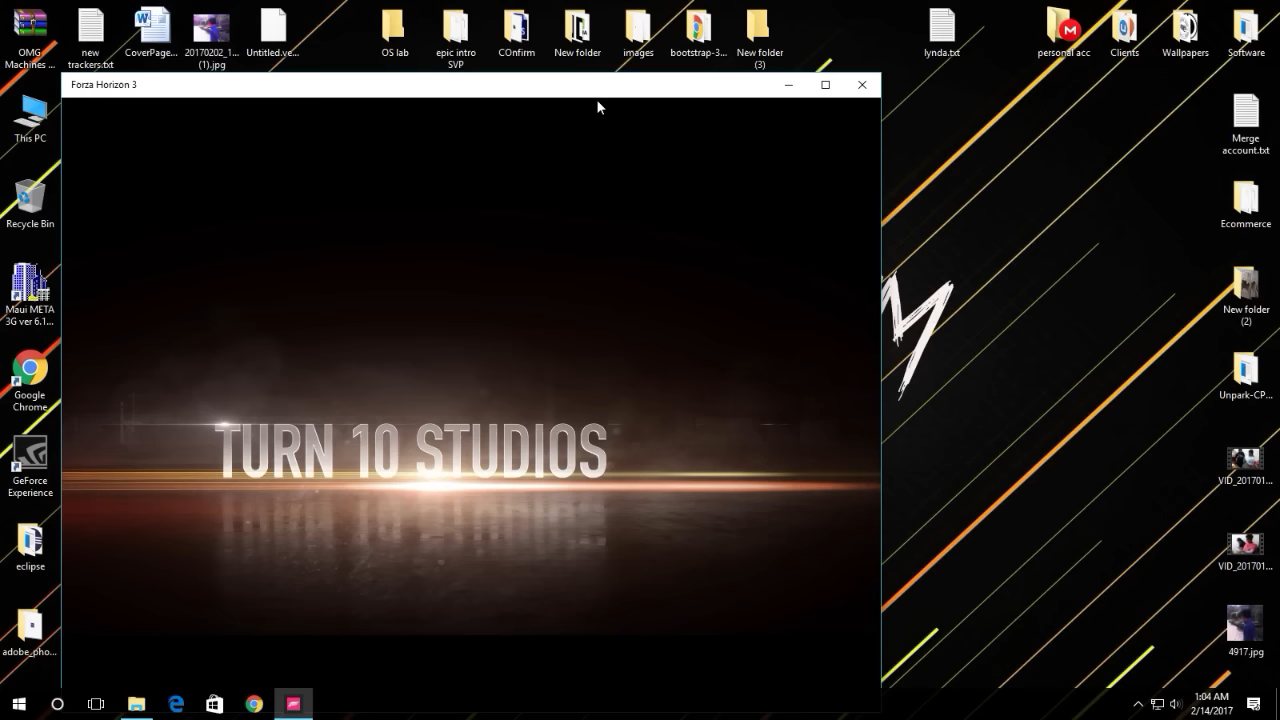 OMG
Machines ...
new
trackers.txt
CoverPage...
20170202_1...
(1).jpg
Untitled.ve...
OS lab
epic intro
SVP
COnfirm
New folder
images
bootstrap-3...
New folder
(3)
lynda.txt
personal acc
Clients
Wallpapers
Software
Forza Horizon 3
This PC
Merge
account.txt
Recycle Bin
Ecommerce
Maui META
3G ver 6.1...
New folder
(2)
M
Google
Chrome
Unpark-CP...
TURN 10 STUDIOS
GeForce
Experience
VID_201701...
eclipse
VID_201701...
adobe_pho...
4917.jpg
1:04 AM
2/14/2017